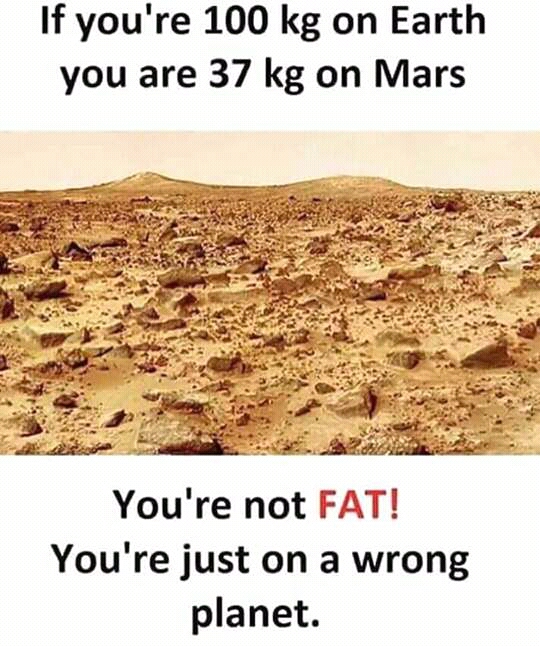 If you're 100 kg on Earth
you are 37 kg on Mars
You're not FAT!
You're just on a wrong
planet.